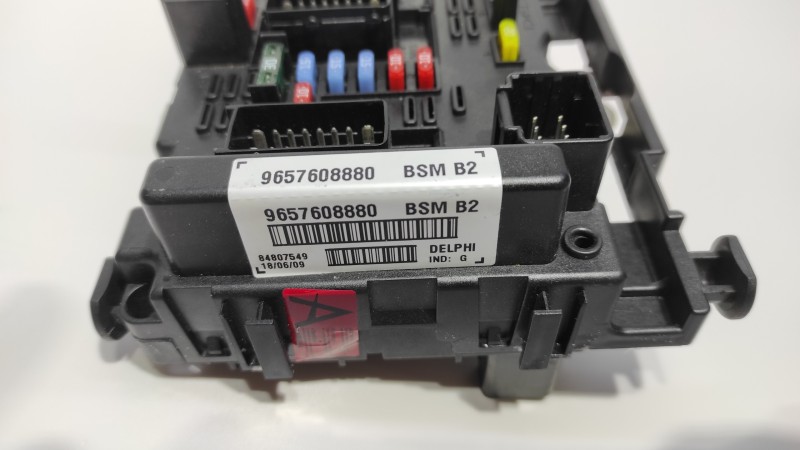 9657608880 BSM B2
9657608880 BSM B2
84807549
18/06/09
DELPHI
IND: G
A